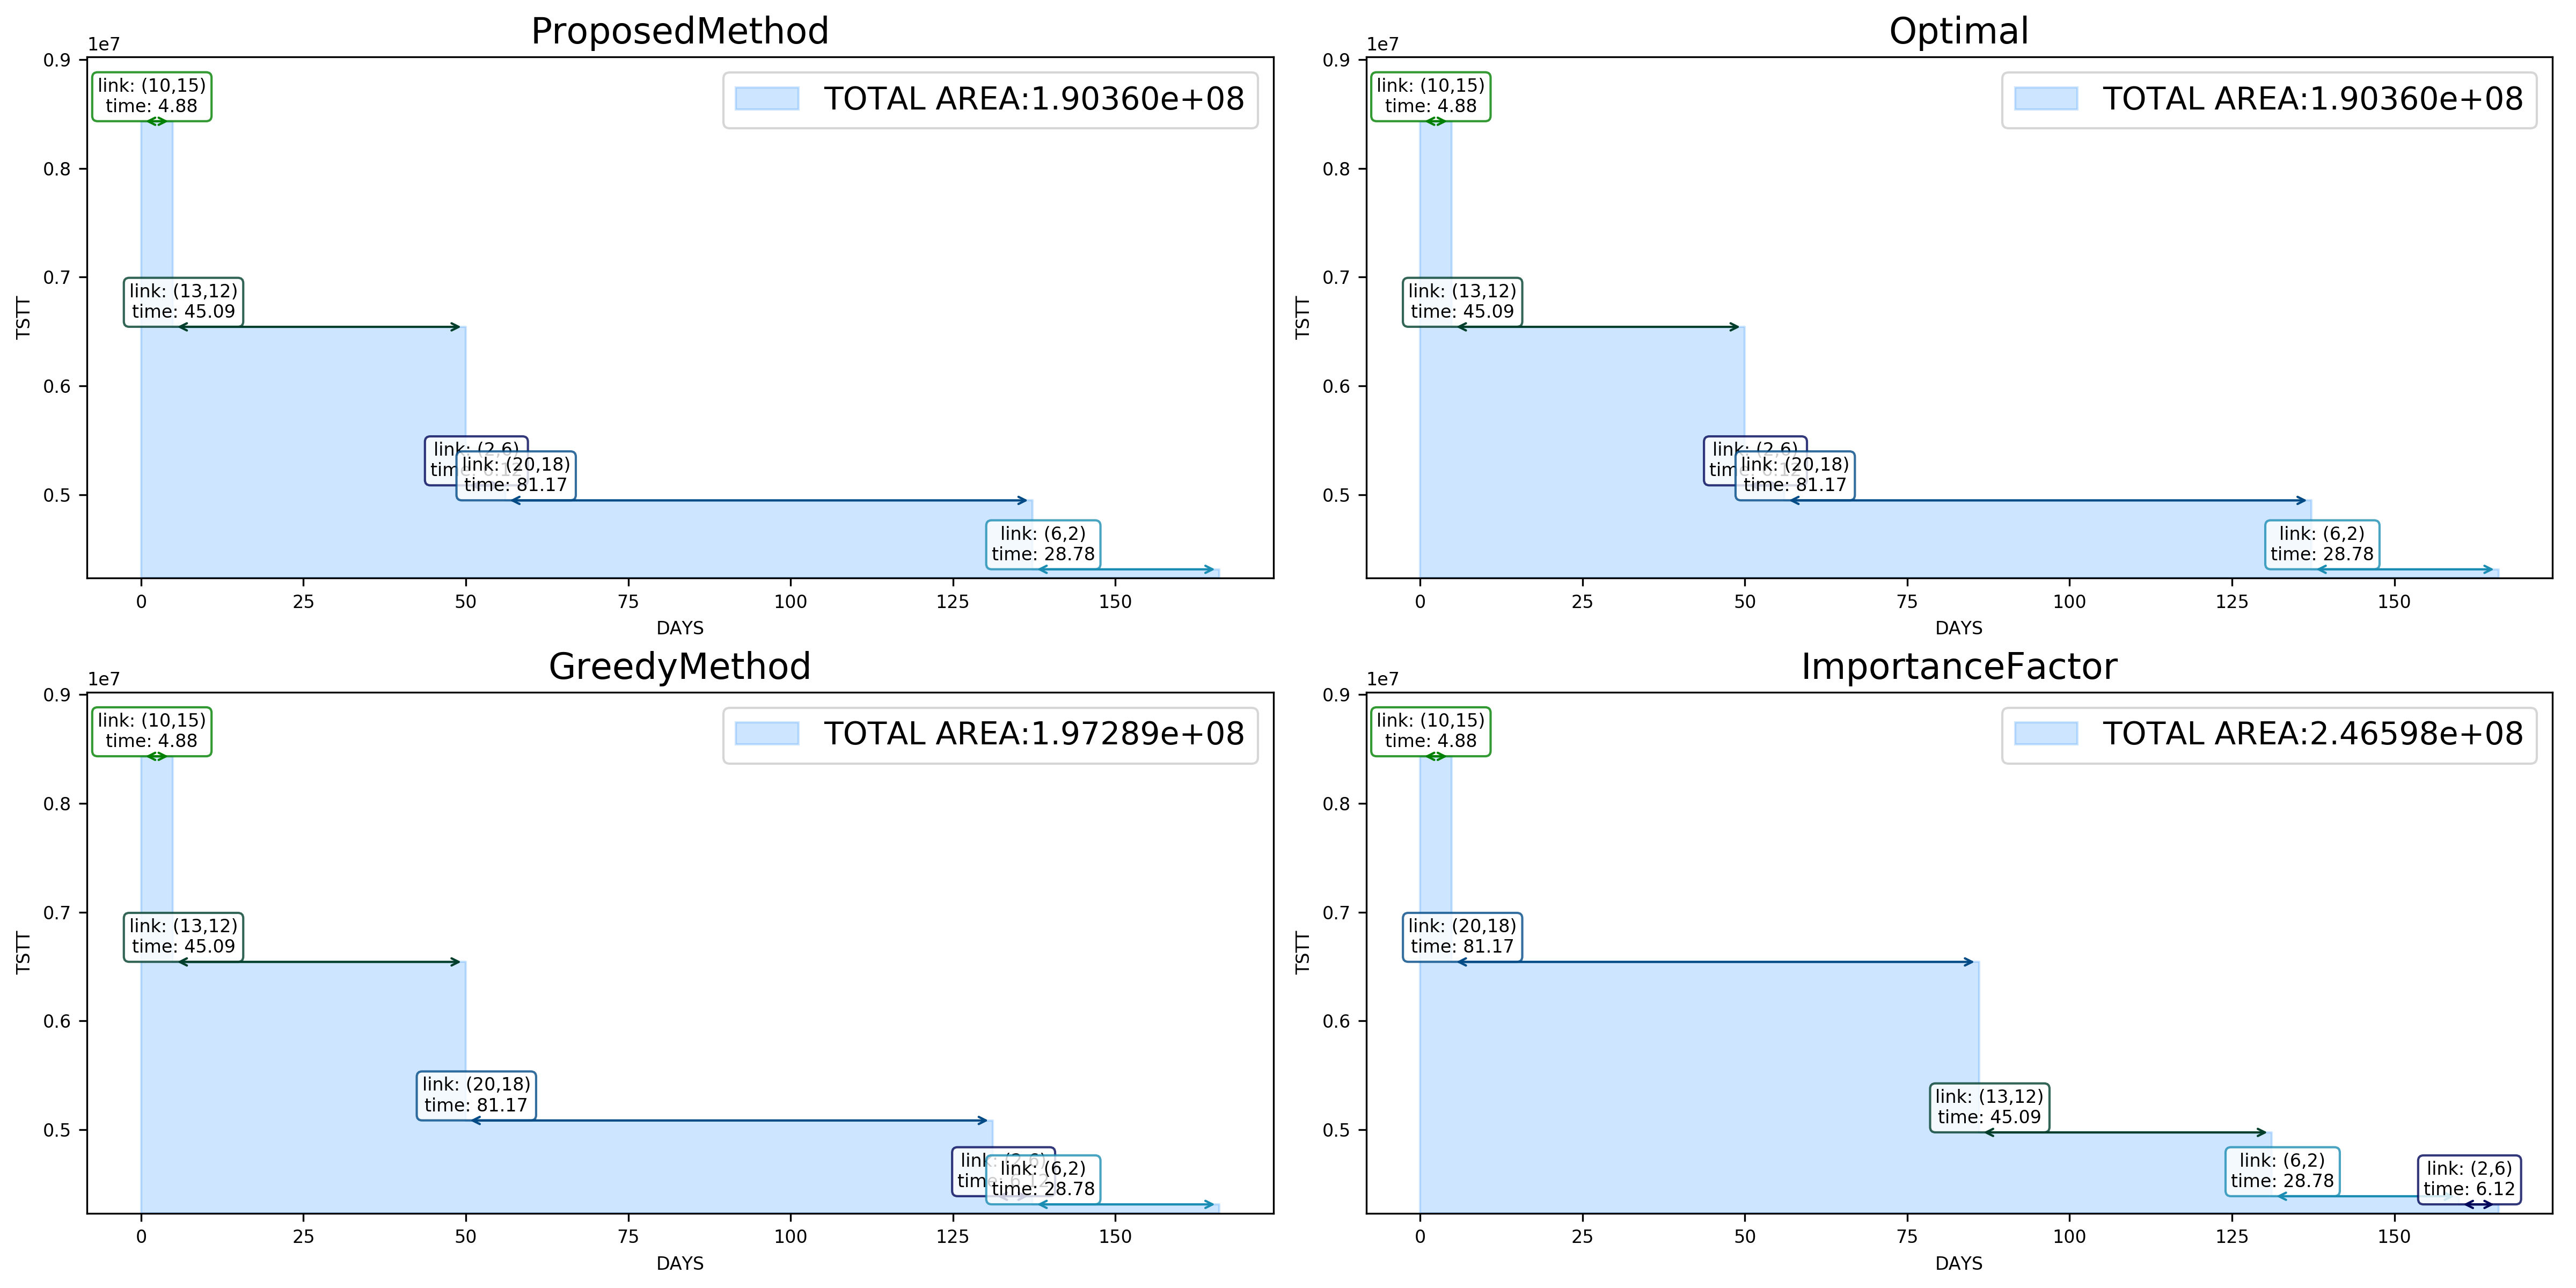 ProposedMethod
1e7
0.9
0.8
0.7
0.6
0.5
TSTT
link: (10,15)
time: 4.88
TOTAL AREA:1.90360e+08
link: (13,12)
time: 45.09
link: (2,6)
link: (20,18)
time: 81.17
link: (6,2)
time: 28.78
0 25 50 75 100 125 150
DAYS
Optimal
1e7
0.9
0.8
0.7
0.6
0.5
TSTT
link: (10,15)
time: 4.88
TOTAL AREA:1.90360e+08
link: (13,12)
time: 45.09
link: (2,6)
link: (20,18)
time: 81.17
link: (6,2)
time: 28.78
0 25 50 75 100 125 150
DAYS
GreedyMethod
1e7
0.9
0.8
0.7
0.6
0.5
TSTT
link: (10,15)
time: 4.88
TOTAL AREA:1.97289e+08
link: (13,12)
time: 45.09
link: (20,18)
time: 81.17
link: (6,2)
time: 28.78
0 25 50 75 100 125 150
DAYS
ImportanceFactor
1e7
0.9
0.8
0.7
0.6
0.5
TSTT
link: (10,15)
time: 4.88
TOTAL AREA:2.46598e+08
link: (20,18)
time: 81.17
link: (13,12)
time: 45.09
link: (6,2)
time: 28.78
link: (2,6)
time: 6.12
0 25 50 75 100 125 150
DAYS